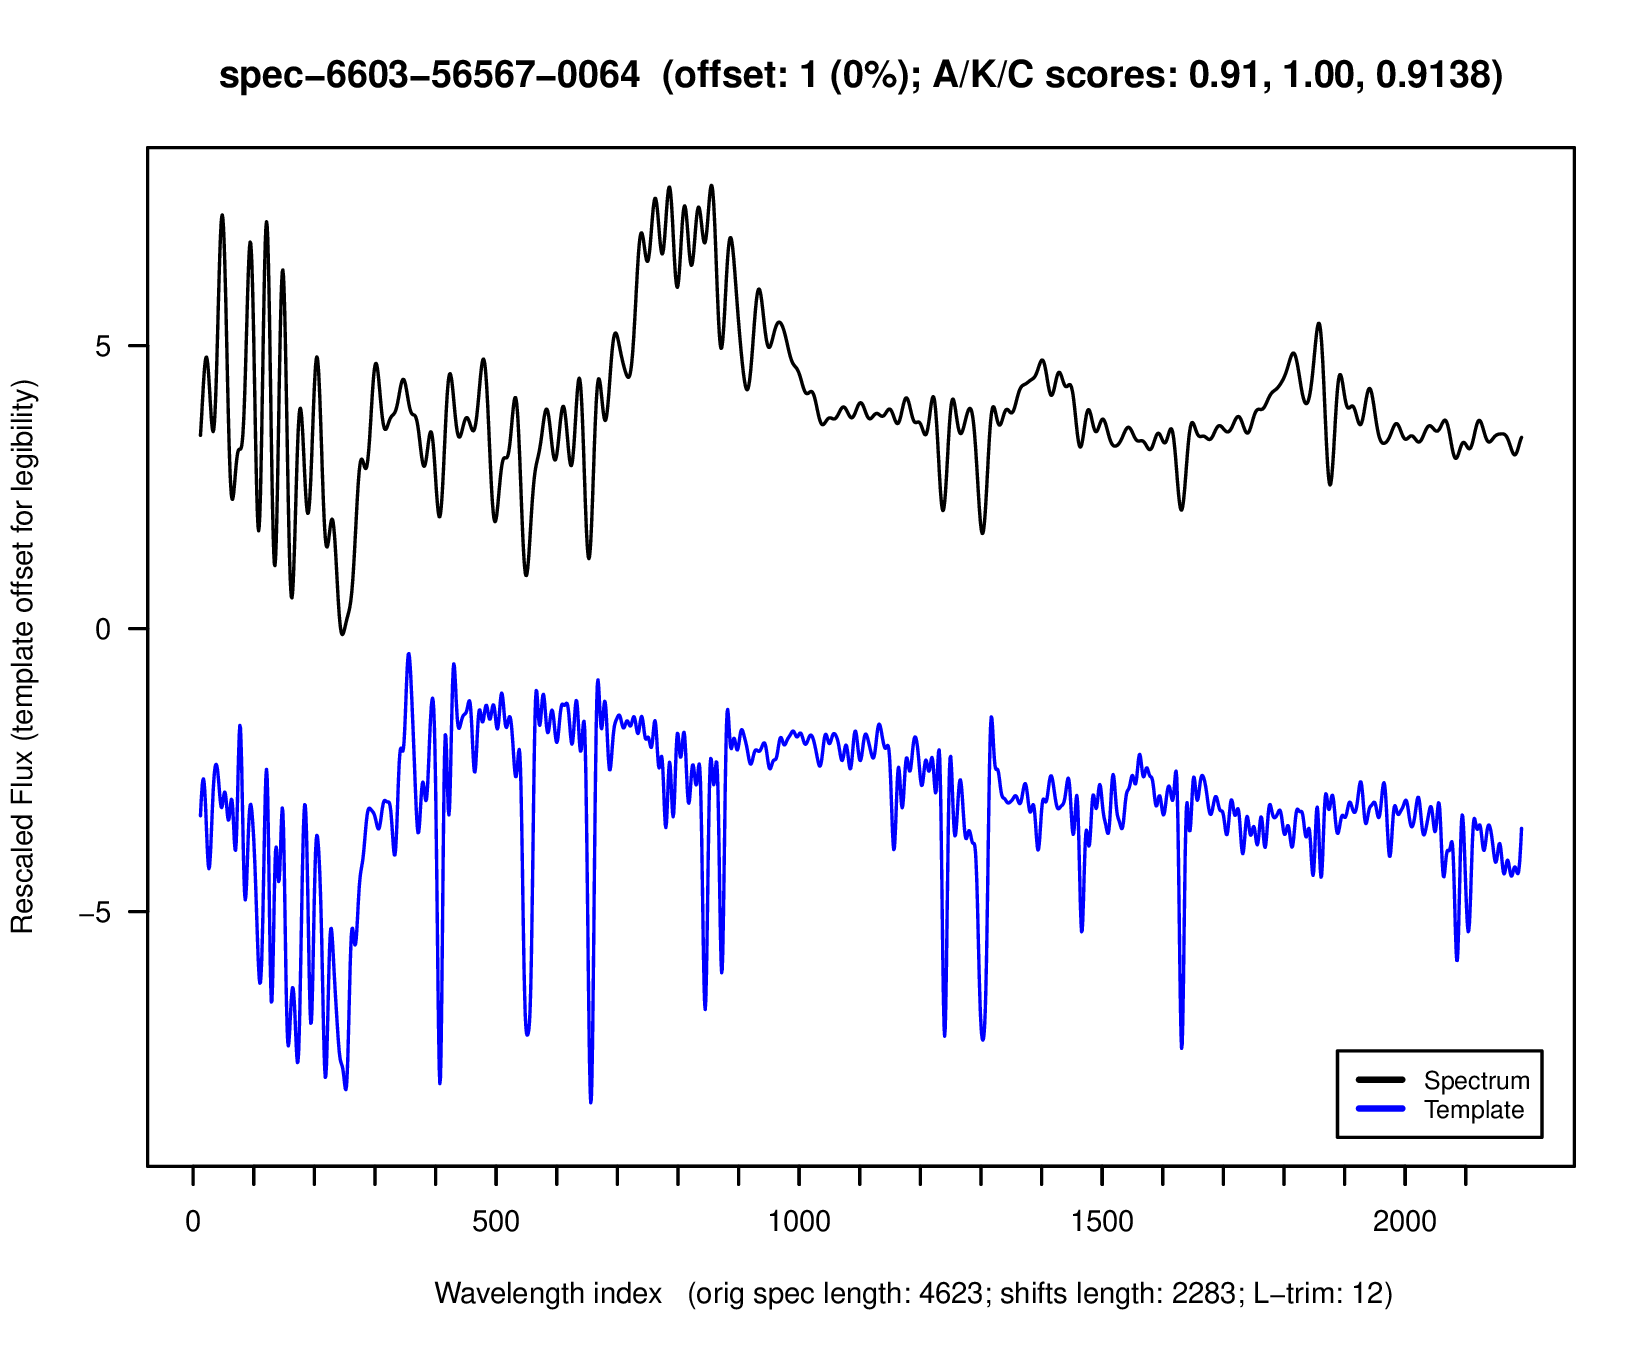 spec−6603−56567−0064 (offset: 1 (0%); A/K/C scores: 0.91, 1.00, 0.9138)
Rescaled Flux (template offset for legibility)
5
0
−5
Spectrum
Template
0 500 1000 1500 2000
Wavelength index (orig spec length: 4623; shifts length: 2283; L−trim: 12)